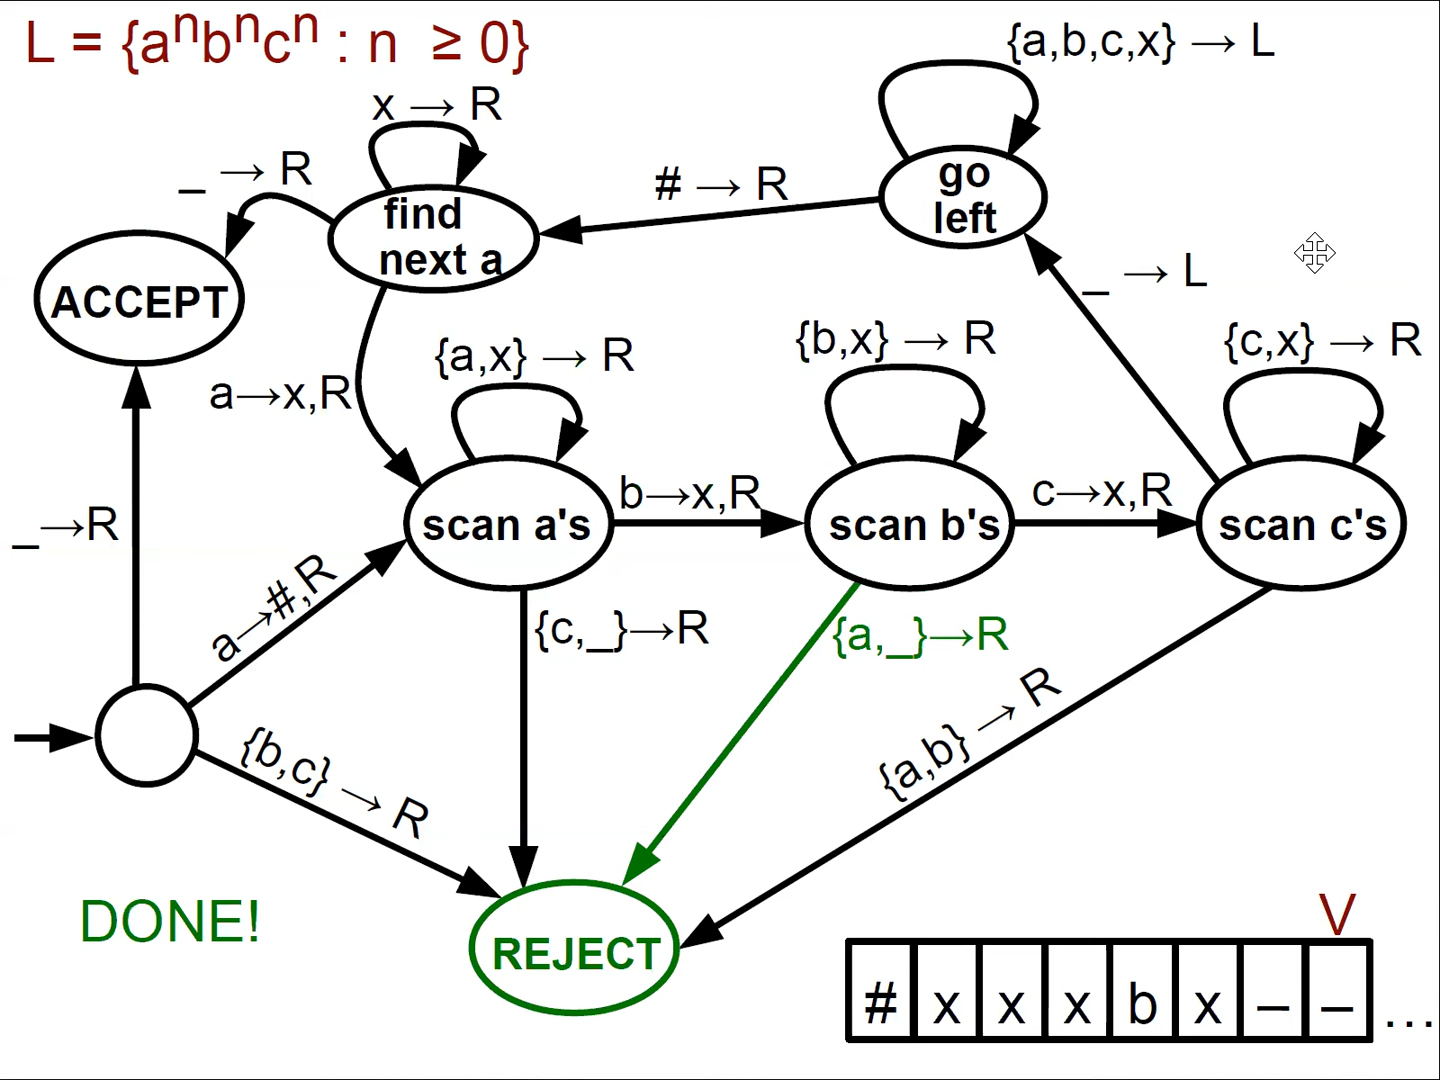 L = {aⁿbⁿcⁿ : n ≥ 0}
{a,b,c,x} → L
x → R
_ → R
# → R
go
left
find
next a
ACCEPT
_ → L
{a,x} → R
{b,x} → R
{c,x} → R
a→x,R
_→R
scan a's
b→x,R
scan b's
c→x,R
scan c's
a→#,R
{c,_}→R
{a,_}→R
{a,b} → R
{b,c} → R
DONE!
REJECT
V
# x x x b x _ _ ...